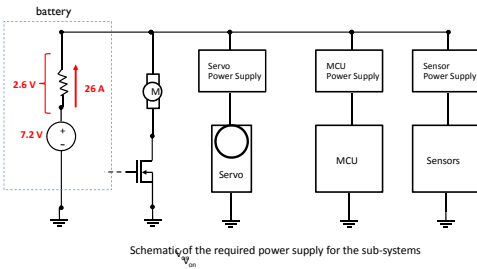 battery
2.6 V
26 A
7.2 V
+
–
M
Servo
Power Supply
MCU
Power Supply
Sensor
Power Supply
Servo
MCU
Sensors
Schematic of the required power supply for the sub-systems
on